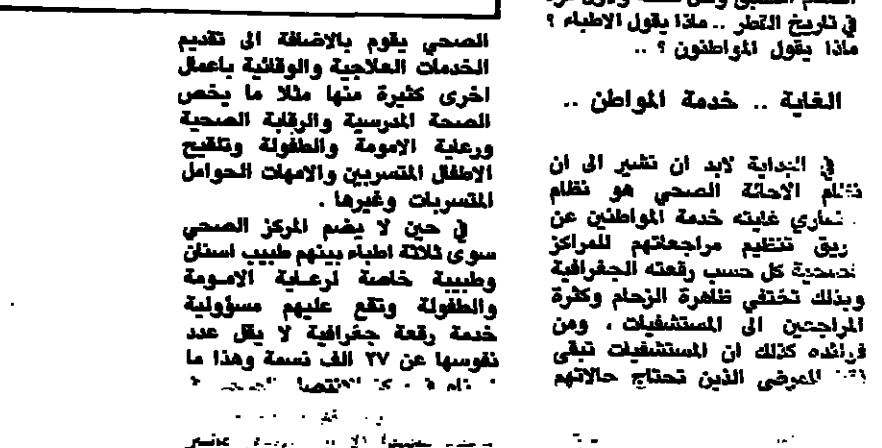 في تاريخ القطر .. ماذا يقول الاطباء ؟
ماذا يقول المواطنون ؟ ..
الغاية .. خدمة المواطن ..
في البداية لابد ان نشير الى ان
نظام الاحالة الصحي هو نظام
غايته خدمة المواطنين عن
تنظيم مراجعاتهم للمراكز
كل حسب رقعته الجغرافية
وبذلك تختفي ظاهرة الزحام وكثرة
المراجعين الى المستشفيات ، ومن
فوائده كذلك ان المستشفيات تبقى
المرضى الذين تحتاج حالاتهم
الصحي يقوم بالاضافة الى تقديم
الخدمات العلاجية والوقائية باعمال
اخرى كثيرة منها مثلا ما يخص
الصحة المدرسية والرقابة الصحية
ورعاية الامومة والطفولة وتلقيح
الاطفال المتسربين والامهات الحوامل
المتسربات وغيرها .
في حين لا يضم المركز الصحي
سوى ثلاثة اطباء بينهم طبيب اسنان
وطبيبة خاصة لرعاية الامومة
والطفولة وتقع عليهم مسؤولية
خدمة رقعة جغرافية لا يقل عدد
نفوسها عن ٢٧ الف نسمة وهذا ما